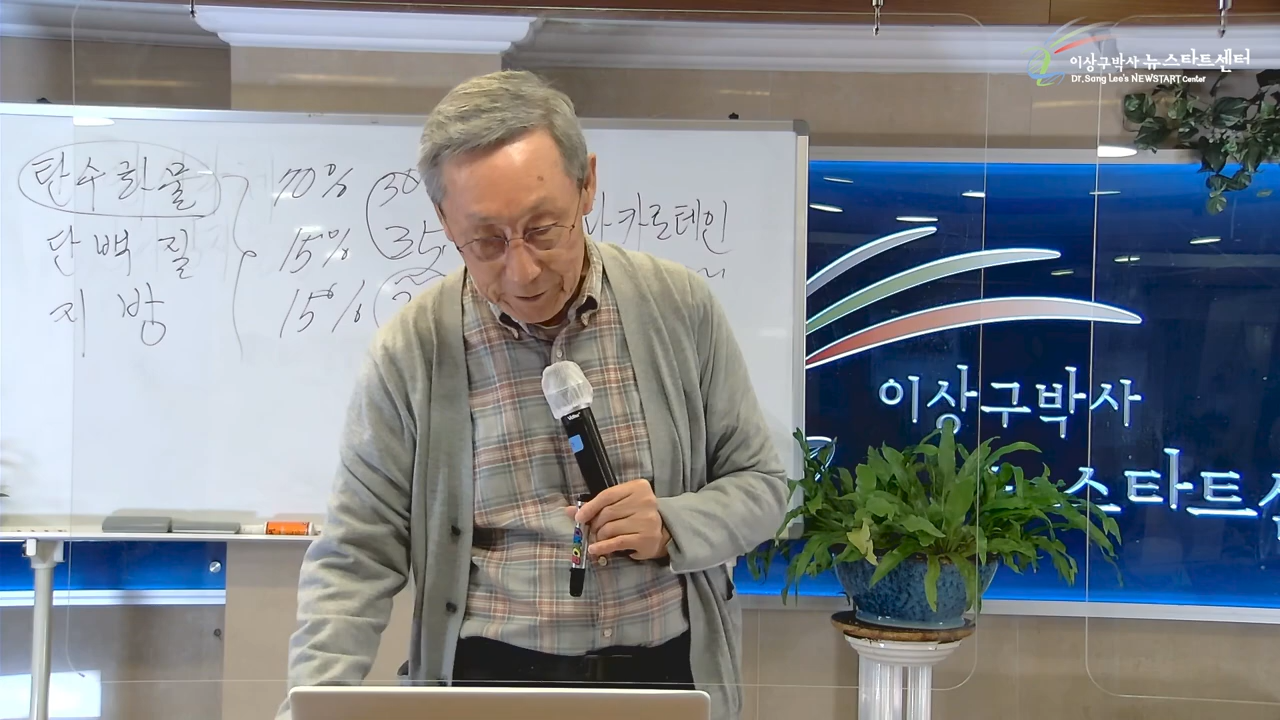 이상구박사 뉴스타트센터
Dr. Sang Lee's NEWSTART Center
탄수화물 70% 30
단백질 15% 35 카로테인
지방 15%
이상구박사
스타트